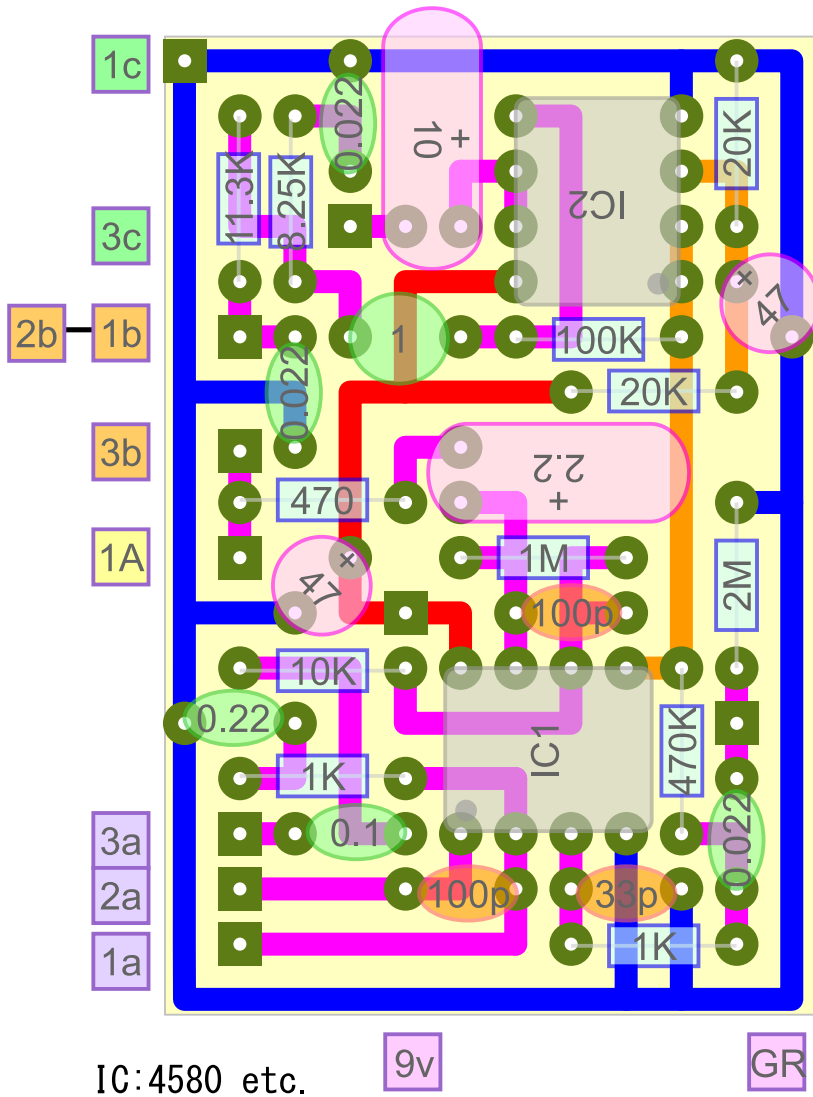 1c
0.022
10
+
20K
11.3K
8.25K
IC2
3c
+
47
2b
1b
1
100K
0.022
20K
3b
2.2
+
470
1A
+
47
1M
2M
100p
10K
0.22
IC1
470K
1K
3a
0.1
0.022
2a
100p
33p
1a
1K
9v
GR
IC:4580 etc.